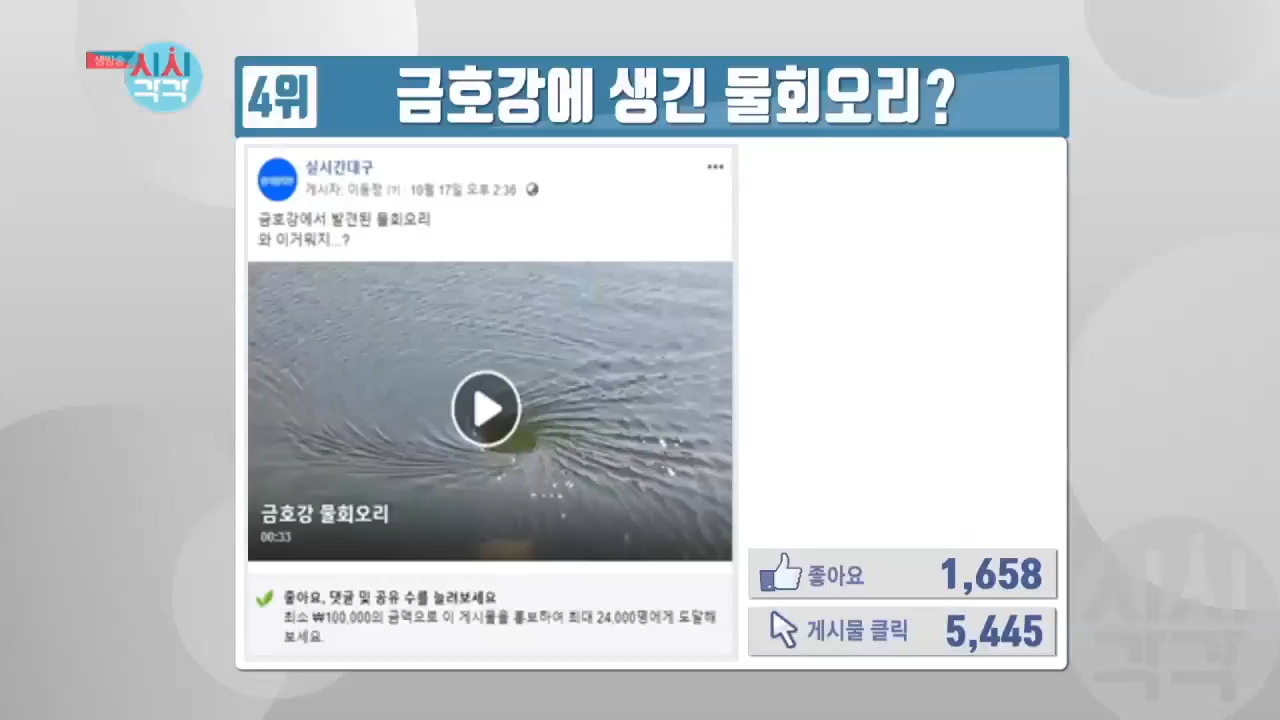 생방송
시시
각각
4위
금호강에 생긴 물회오리?
실시간대구
10월 17일 오후 2:36
금호강에서 발견된 물회오리
와 이거뭐지...?
금호강 물회오리
00:33
좋아요, 댓글 및 공유 수를 늘려보세요
최소 ₩100,000의 금액으로 이 게시물을 홍보하여 최대 24,000명에게 도달해
보세요.
좋아요 1,658
게시물 클릭 5,445
시시
각각